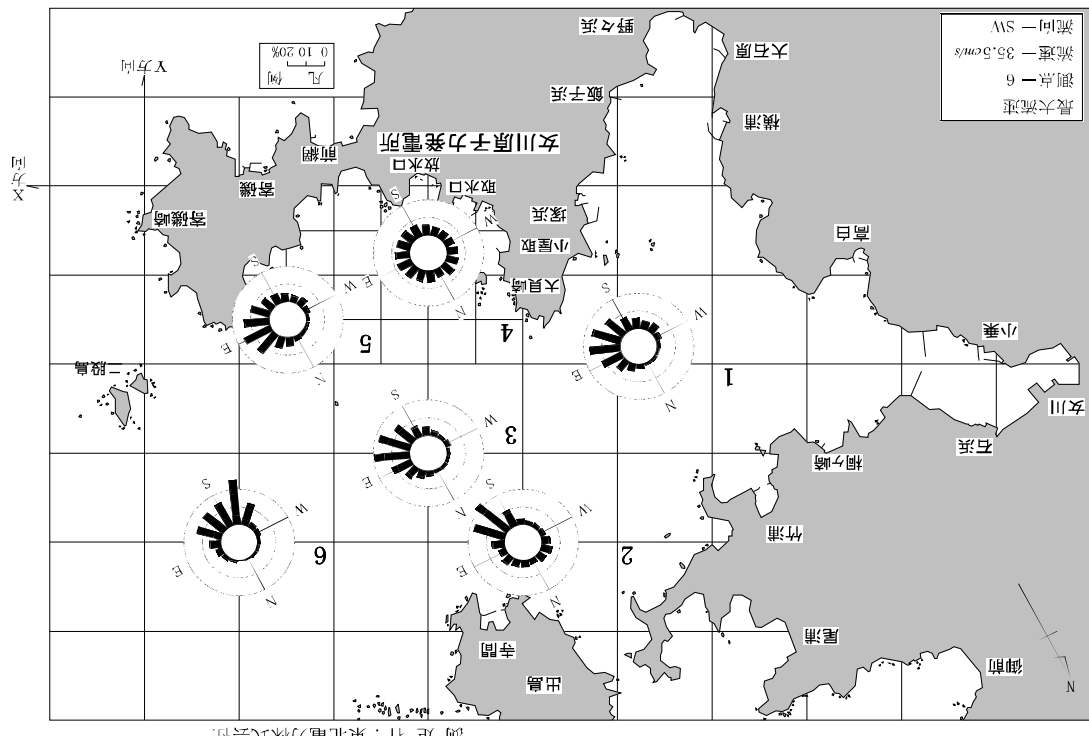 測 定 者 : 東北電力株式会社
N
御前
尾浦
出島
寺間
竹浦
2
N
E
W
S
6
N
E
W
S
石浜
桐ヶ崎
3
N
E
W
S
女川
小乗
1
N
E
W
S
二股島
4
N
E
W
S
5
N
E
W
S
高白
大貝崎
小屋取
塚浜
取水口
放水口
女川原子力発電所
寄磯崎
寄磯
前網
X方向
Y方向
横浦
飯子浜
大石原
野々浜
最大流速
測点― 6
流速― 35.5cm/s
流向― SW
凡 例
0 10 20%